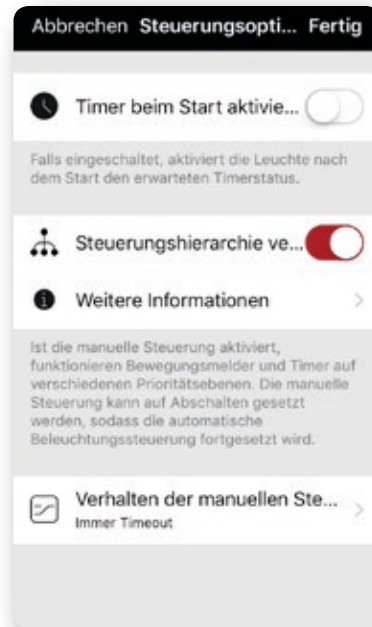 Abbrechen Steuerungsopti... Fertig
Timer beim Start aktivie...
Falls eingeschaltet, aktiviert die Leuchte nach
dem Start den erwarteten Timerstatus.
Steuerungshierarchie ve...
Weitere Informationen
Ist die manuelle Steuerung aktiviert,
funktionieren Bewegungsmelder und Timer auf
verschiedenen Prioritätsebenen. Die manuelle
Steuerung kann auf Abschalten gesetzt
werden, sodass die automatische
Beleuchtungssteuerung fortgesetzt wird.
Verhalten der manuellen Ste...
Immer Timeout